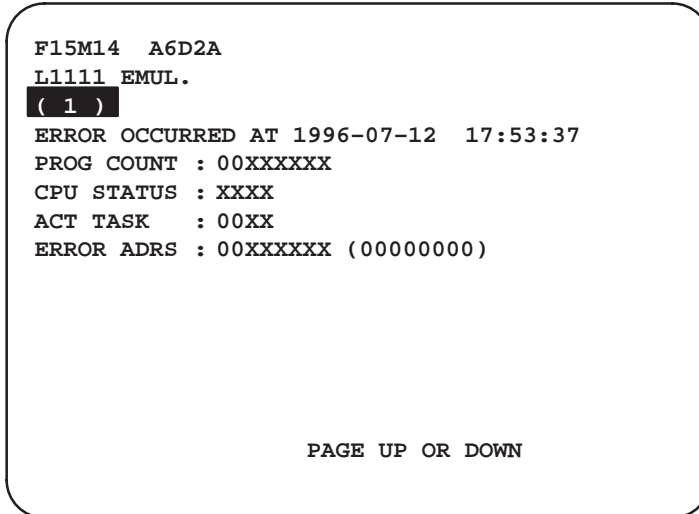 F15M14 A6D2A
L1111 EMUL.
( 1 )
ERROR OCCURRED AT 1996-07-12 17:53:37
PROG COUNT : 00XXXXXX
CPU STATUS : XXXX
ACT TASK : 00XX
ERROR ADRS : 00XXXXXX (00000000)
PAGE UP OR DOWN